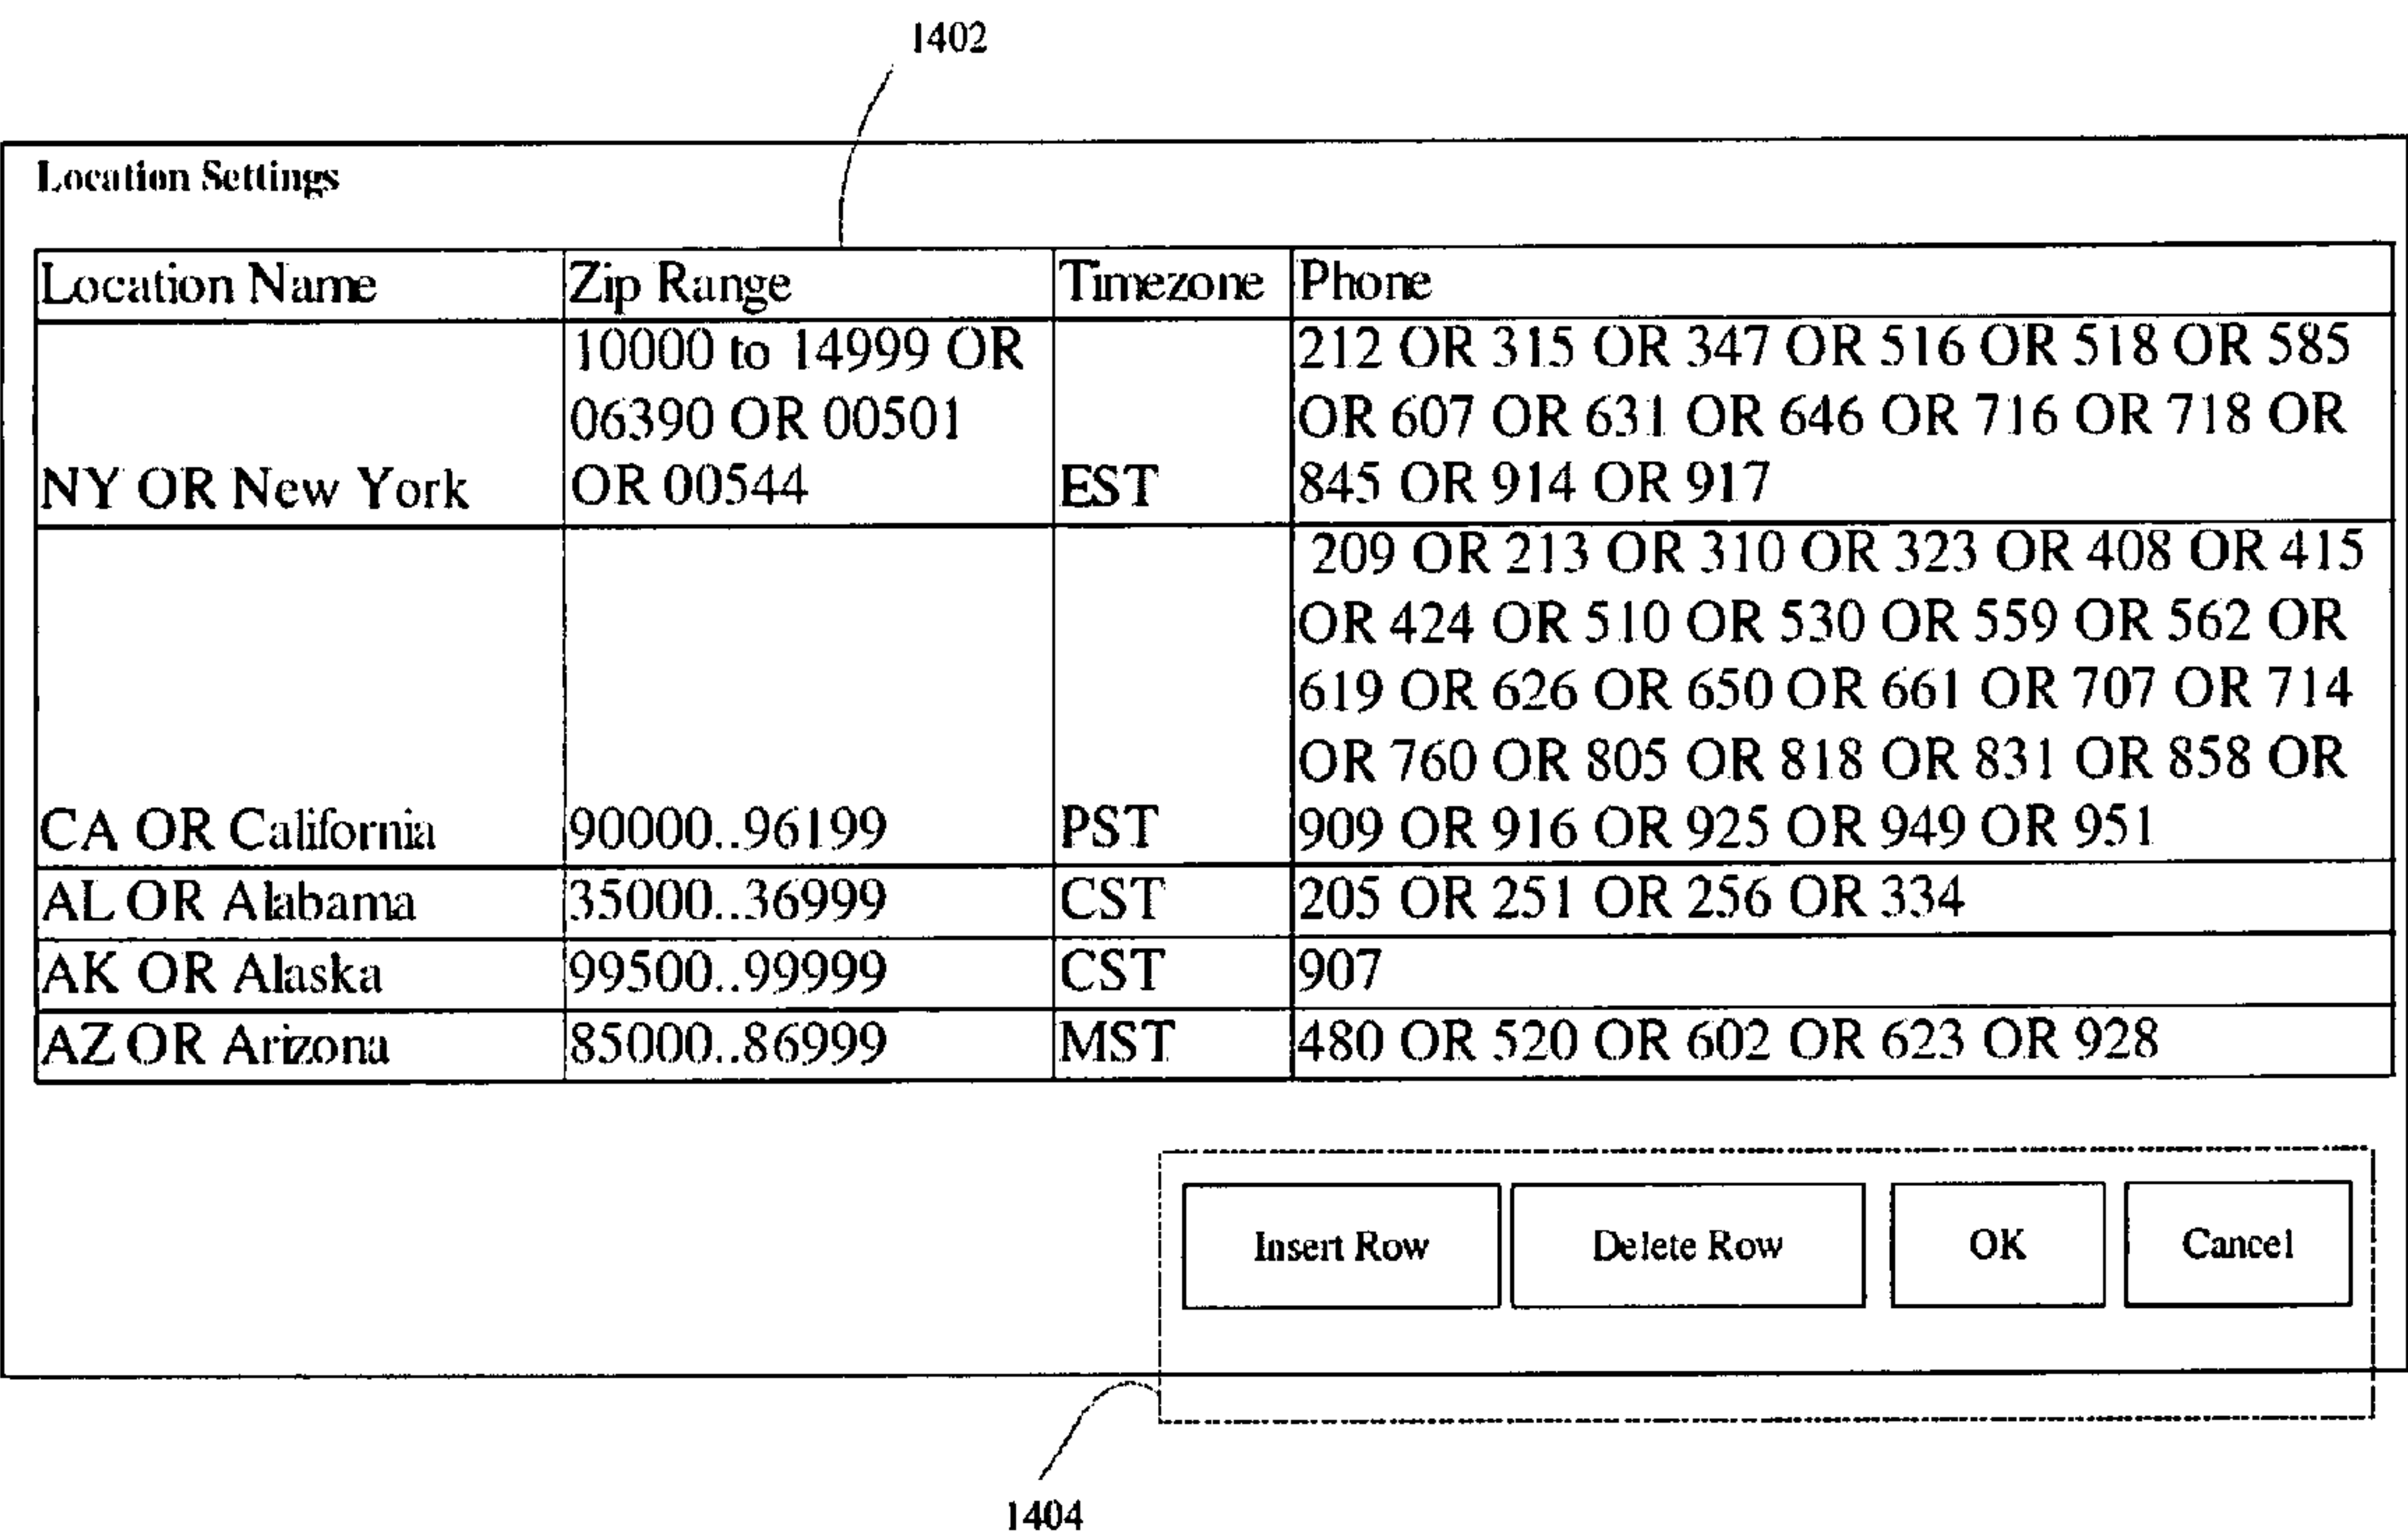 1402
Location Settings
Location Name Zip Range Timezone Phone
10000 to 14999 OR 212 OR 315 OR 347 OR 516 OR 518 OR 585
06390 OR 00501 OR 607 OR 631 OR 646 OR 716 OR 718 OR
NY OR New York OR 00544 EST 845 OR 914 OR 917
209 OR 213 OR 310 OR 323 OR 408 OR 415
OR 424 OR 510 OR 530 OR 559 OR 562 OR
619 OR 626 OR 650 OR 661 OR 707 OR 714
OR 760 OR 805 OR 818 OR 831 OR 858 OR
CA OR California 90000..96199 PST 909 OR 916 OR 925 OR 949 OR 951
AL OR Alabama 35000..36999 CST 205 OR 251 OR 256 OR 334
AK OR Alaska 99500..99999 CST 907
AZ OR Arizona 85000..86999 MST 480 OR 520 OR 602 OR 623 OR 928
Insert Row Delete Row OK Cancel
1404